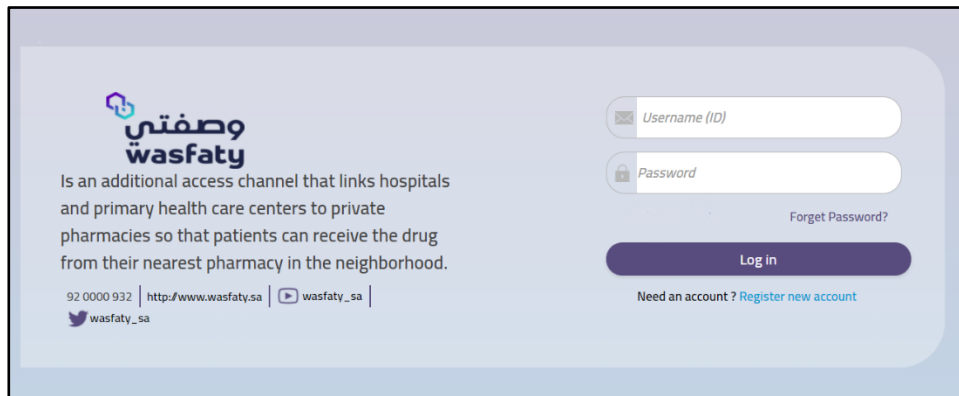 وصفتي
wasfaty
Is an additional access channel that links hospitals
and primary health care centers to private
pharmacies so that patients can receive the drug
from their nearest pharmacy in the neighborhood.
92 0000 932 | http://www.wasfaty.sa | wasfaty_sa |
wasfaty_sa
Username (ID)
Password
Forget Password?
Log in
Need an account ? Register new account